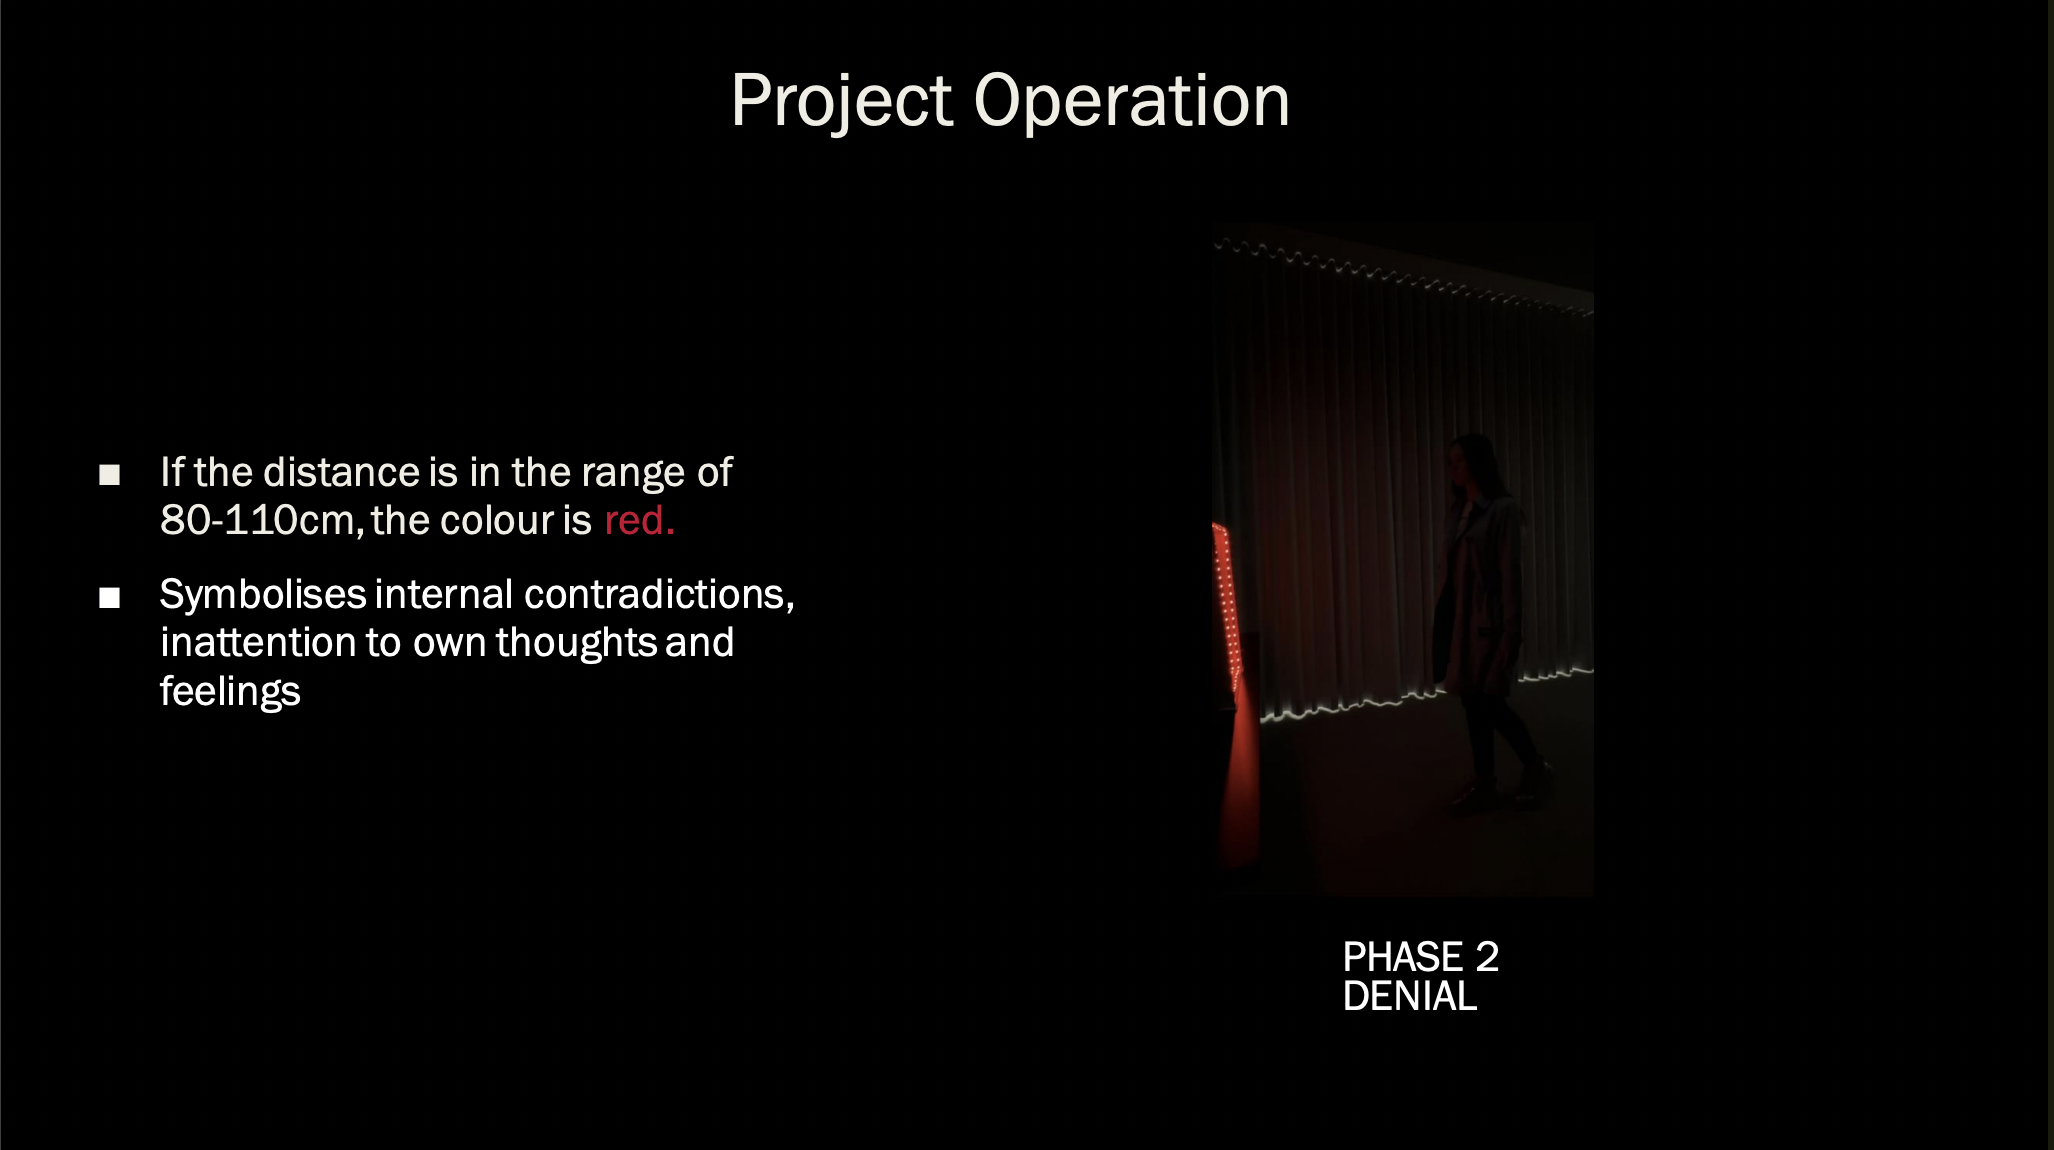 Project Operation
■ If the distance is in the range of
80-110cm, the colour is red.
■ Symbolises internal contradictions,
inattention to own thoughts and
feelings
PHASE 2
DENIAL